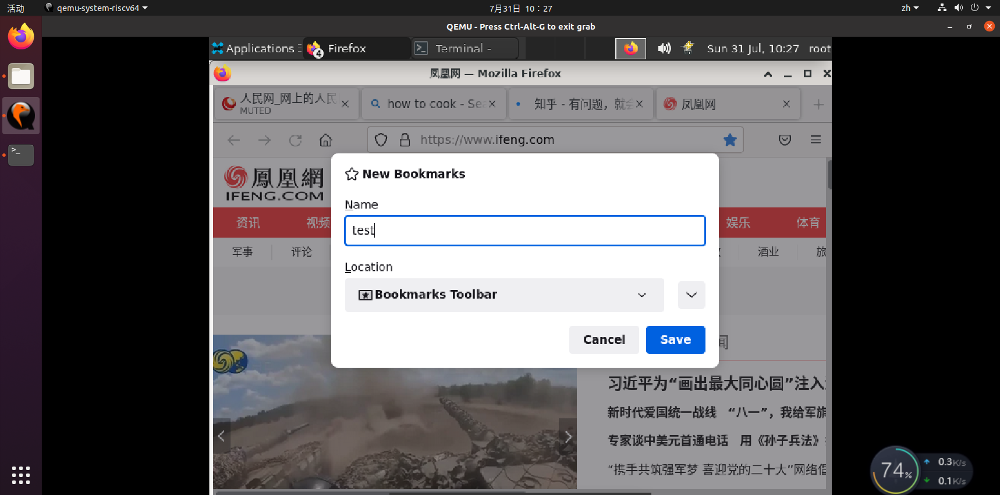 活动
qemu-system-riscv64
7月31日 10:27
zh
QEMU - Press Ctrl-Alt-G to exit grab
Applications
4
Firefox
Terminal -
Sun 31 Jul, 10:27
root
凤凰网 — Mozilla Firefox
人民网_网上的人民
MUTED
how to cook - Sea
知乎 - 有问题，就会
凤凰网
https://www.ifeng.com
鳳凰網
IFENG.COM
New Bookmarks
Name
test
资讯
视频
娱乐
体育
军事
评论
酒业
旅
Location
Bookmarks Toolbar
Cancel
Save
闻
习近平为“画出最大同心圆”注入
新时代爱国统一战线 “八一”，我给军旗
专家谈中美元首通电话 用《孙子兵法》
“携手共筑强军梦 喜迎党的二十大”网络倡
74%
0.3K/s
0.1K/s